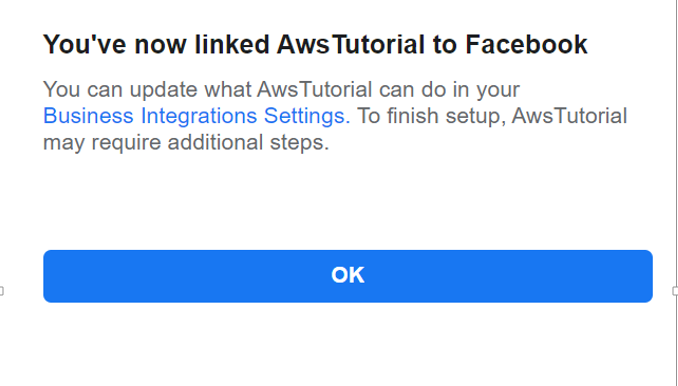 You've now linked AwsTutorial to Facebook
You can update what AwsTutorial can do in your
Business Integrations Settings. To finish setup, AwsTutorial
may require additional steps.
OK